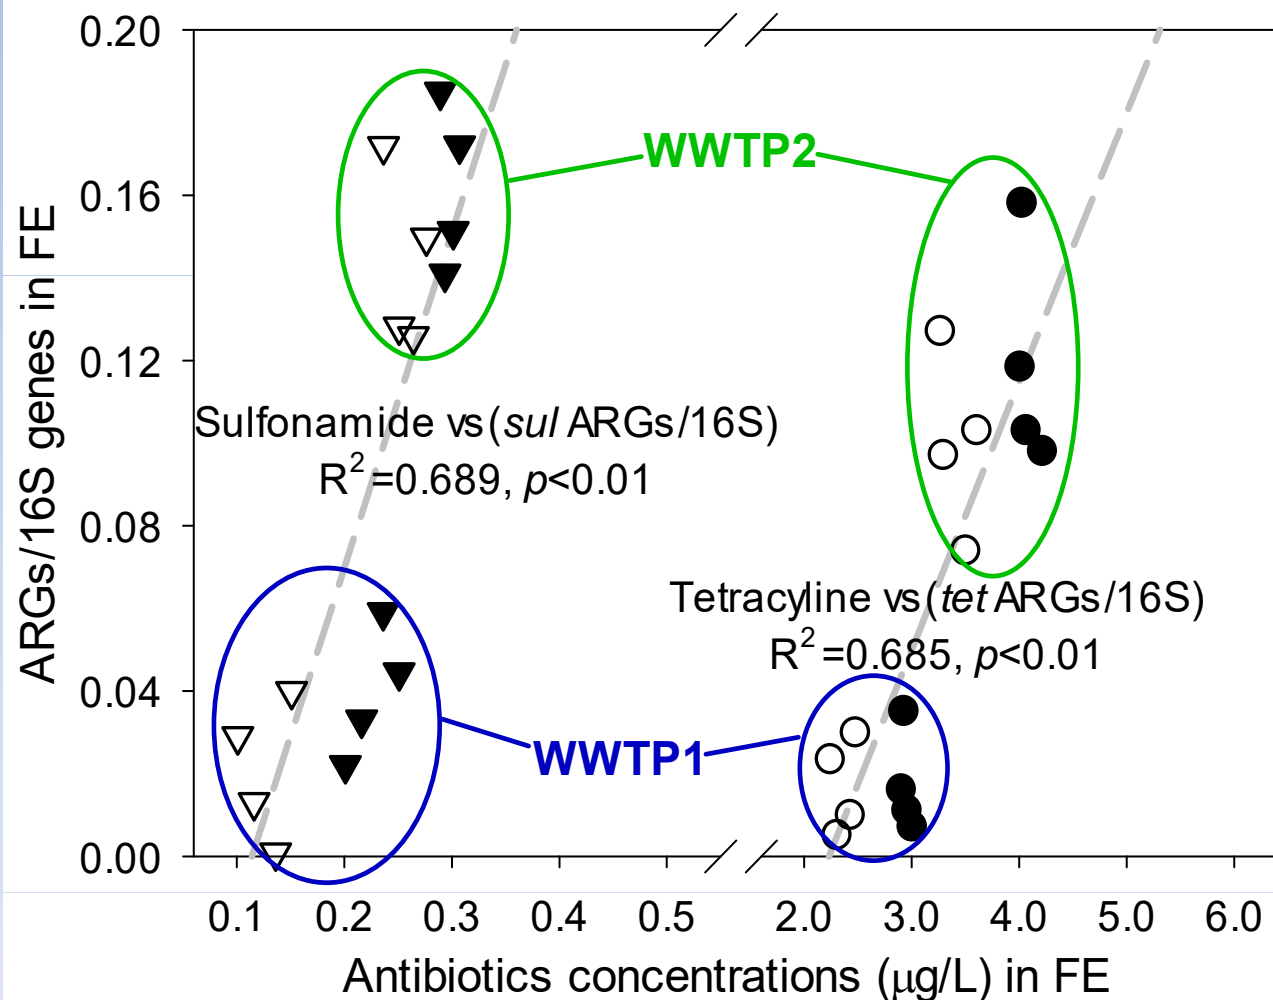 ARGs/16S genes in FE
0.20
0.16
0.12
0.08
0.04
0.00
WWTP2
Sulfonamide vs(sul ARGs/16S)
R²=0.689, p<0.01
Tetracyline vs(tet ARGs/16S)
R²=0.685, p<0.01
WWTP1
0.1 0.2 0.3 0.4 0.5 2.0 3.0 4.0 5.0 6.0
Antibiotics concentrations (μg/L) in FE